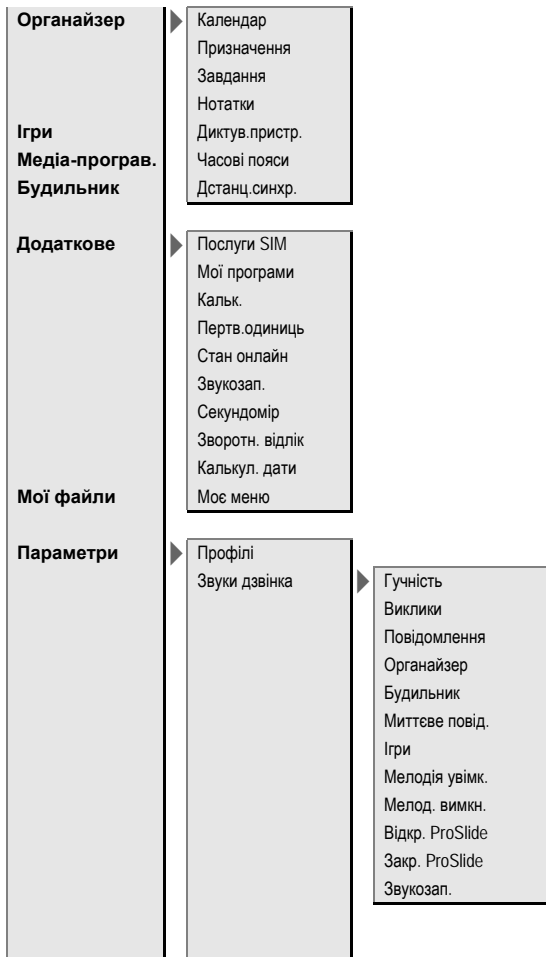 Органайзер
Календар
Призначення
Завдання
Нотатки
Ігри
Диктув.пристр.
Медіа-програв.
Часові пояси
Будильник
Дстанц.синхр.
Додаткове
Послуги SIM
Мої програми
Кальк.
Пертв.одиниць
Стан онлайн
Звукозап.
Секундомір
Зворотн. відлік
Калькул. дати
Мої файли
Моє меню
Параметри
Профілі
Звуки дзвінка
Гучність
Виклики
Повідомлення
Органайзер
Будильник
Миттєве повід.
Ігри
Мелодія увімк.
Мелод. вимкн.
Відкр. ProSlide
Закр. ProSlide
Звукозап.